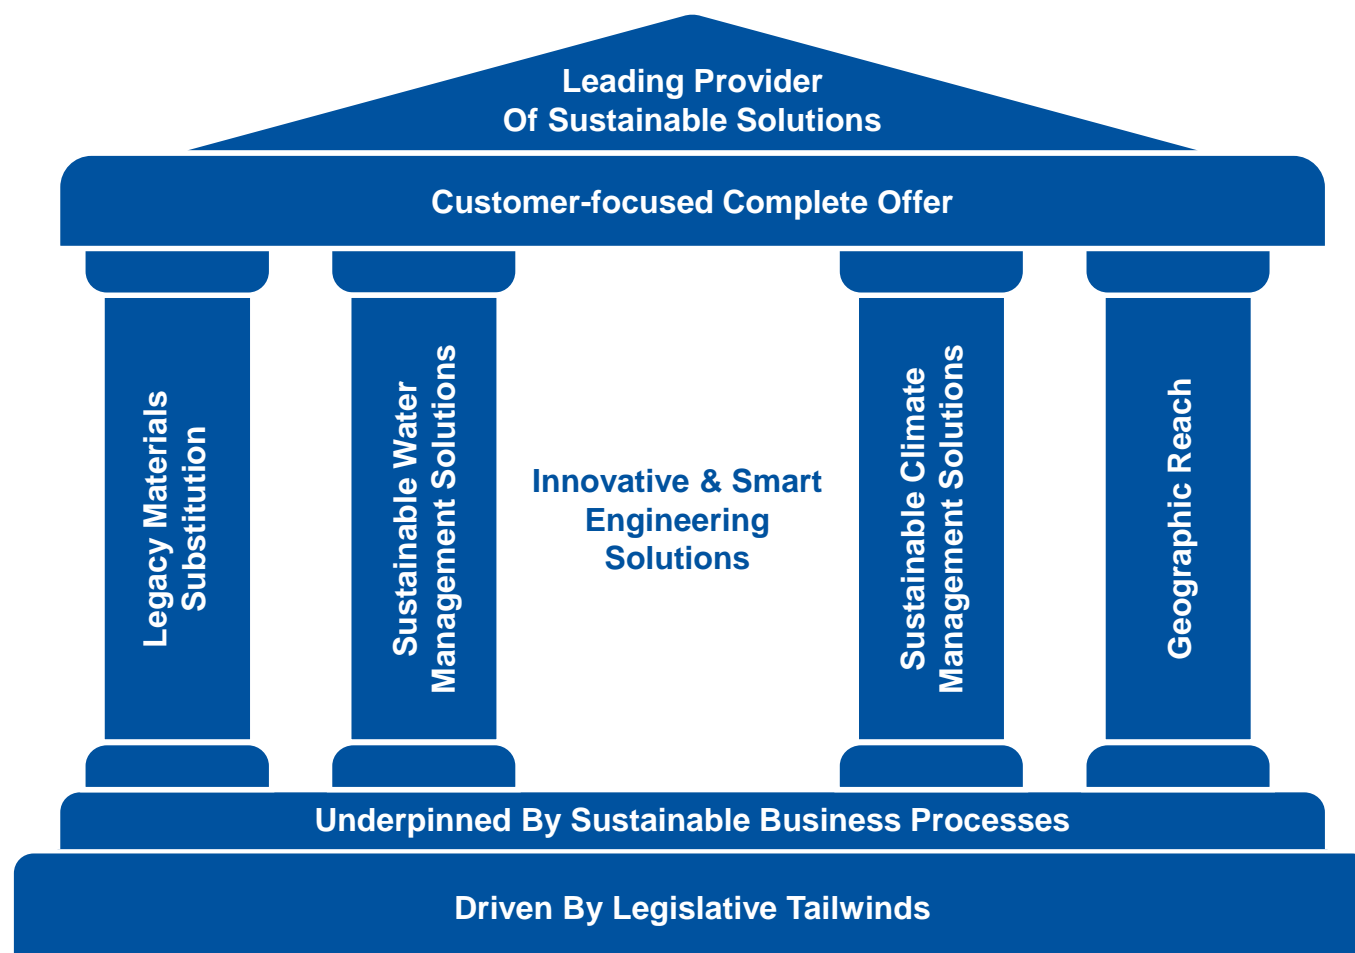 Leading Provider
Of Sustainable Solutions
Customer-focused Complete Offer
Legacy Materials
Substitution
Sustainable Water
Management Solutions
Innovative & Smart
Engineering
Solutions
Sustainable Climate
Management Solutions
Geographic Reach
Underpinned By Sustainable Business Processes
Driven By Legislative Tailwinds